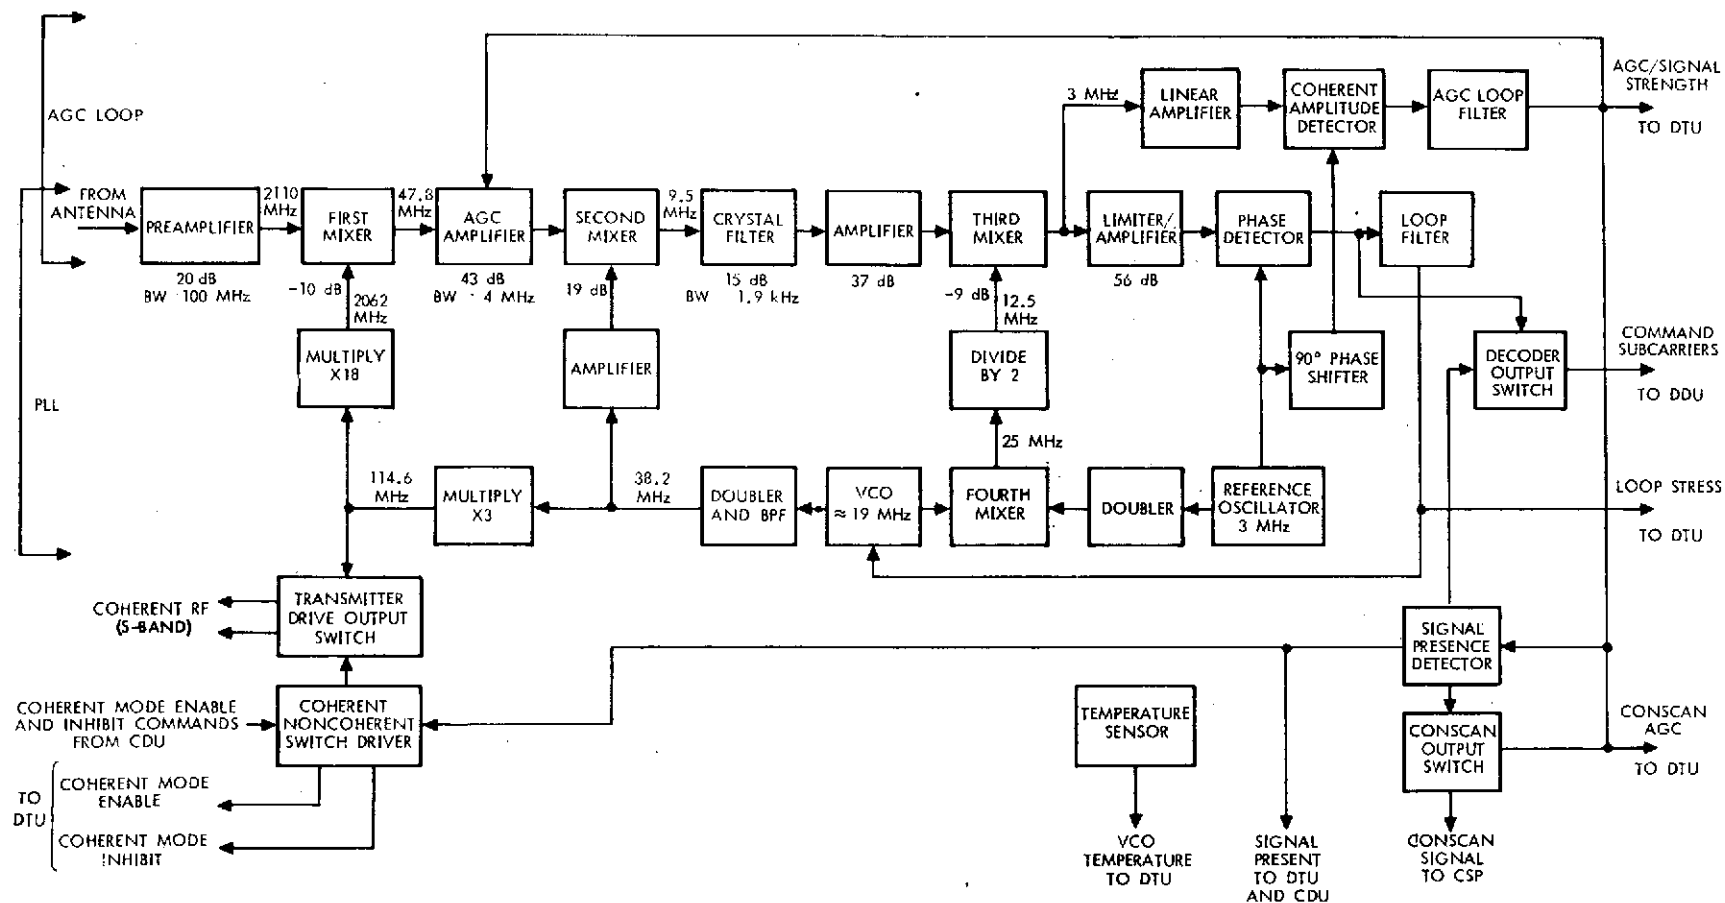 AGC LOOP
PLL
FROM
ANTENNA
PREAMPLIFIER
20 dB
BW 100 MHz
2110
MHz
FIRST
MIXER
-10 dB
2062
MHz
47.8
MHz
AGC
AMPLIFIER
43 dB
BW 4 MHz
SECOND
MIXER
19 dB
9.5
MHz
CRYSTAL
FILTER
15 dB
BW 1.9 kHz
AMPLIFIER
37 dB
THIRD
MIXER
-9 dB
12.5
MHz
3 MHz
LINEAR
AMPLIFIER
COHERENT
AMPLITUDE
DETECTOR
AGC LOOP
FILTER
AGC/SIGNAL
STRENGTH
TO DTU
LIMITER/
AMPLIFIER
56 dB
PHASE
DETECTOR
LOOP
FILTER
MULTIPLY
X18
AMPLIFIER
DIVIDE
BY 2
90° PHASE
SHIFTER
DECODER
OUTPUT
SWITCH
COMMAND
SUBCARRIERS
TO DDU
25 MHz
114.6
MHz
MULTIPLY
X3
38.2
MHz
DOUBLER
AND BPF
VCO
≈ 19 MHz
FOURTH
MIXER
DOUBLER
REFERENCE
OSCILLATOR
3 MHz
LOOP STRESS
TO DTU
COHERENT RF
(S-BAND)
TRANSMITTER
DRIVE OUTPUT
SWITCH
SIGNAL
PRESENCE
DETECTOR
COHERENT MODE ENABLE
AND INHIBIT COMMANDS
FROM CDU
COHERENT
NONCOHERENT
SWITCH DRIVER
TEMPERATURE
SENSOR
CONSCAN
OUTPUT
SWITCH
CONSCAN
AGC
TO DTU
TO
DTU
COHERENT MODE
ENABLE
COHERENT MODE
INHIBIT
VCO
TEMPERATURE
TO DTU
SIGNAL
PRESENT
TO DTU
AND CDU
CONSCAN
SIGNAL
TO CSP